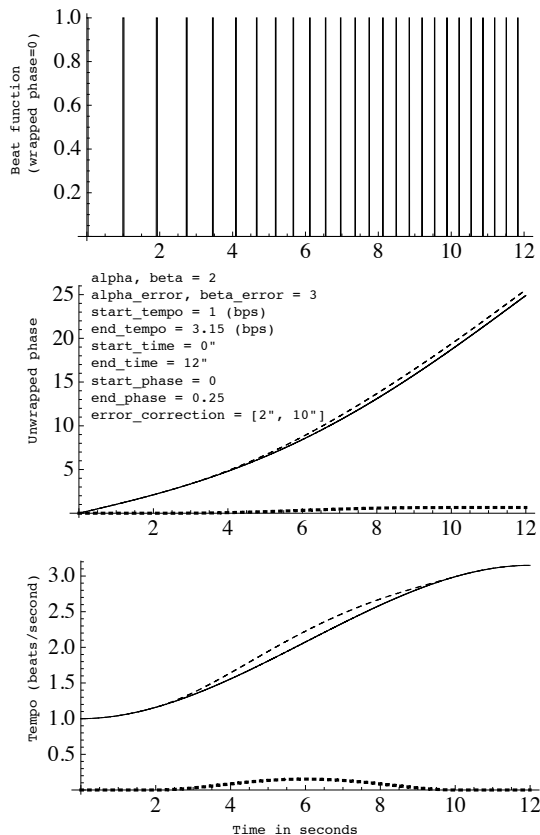 Beat function
(wrapped phase=0)
1.0
0.8
0.6
0.4
0.2
2 4 6 8 10 12
Unwrapped phase
25
20
15
10
5
alpha, beta = 2
alpha_error, beta_error = 3
start_tempo = 1 (bps)
end_tempo = 3.15 (bps)
start_time = 0"
end_time = 12"
start_phase = 0
end_phase = 0.25
error_correction = [2", 10"]
2 4 6 8 10 12
Tempo (beats/second)
3.0
2.5
2.0
1.5
1.0
0.5
2 4 6 8 10 12
Time in seconds